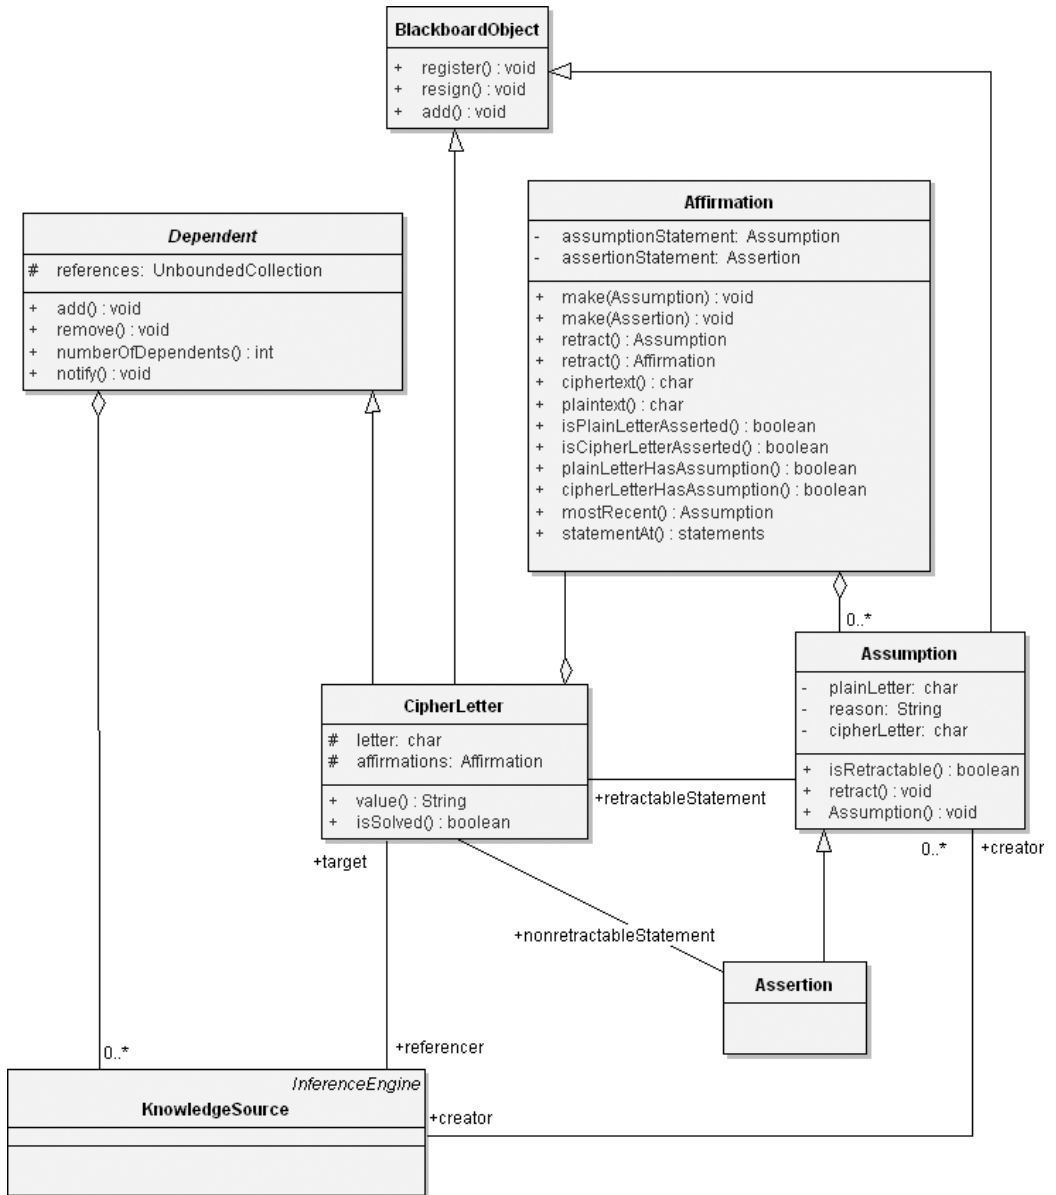 BlackboardObject
+ register() : void
+ resign() : void
+ add() : void
Affirmation
- assumptionStatement: Assumption
- assertionStatement: Assertion
+ make(Assumption) : void
+ make(Assertion) : void
+ retract() : Assumption
+ retract() : Affirmation
+ ciphertext() : char
+ plaintext() : char
+ isPlainLetterAsserted() : boolean
+ isCipherLetterAsserted() : boolean
+ plainLetterHasAssumption() : boolean
+ cipherLetterHasAssumption() : boolean
+ mostRecent() : Assumption
+ statementAt() : statements
Dependent
# references: UnboundedCollection
+ add() : void
+ remove() : void
+ numberOfDependents() : int
+ notify() : void
0..*
Assumption
- plainLetter: char
- reason: String
- cipherLetter: char
+ isRetractable() : boolean
+ retract() : void
+ Assumption() : void
CipherLetter
# letter: char
# affirmations: Affirmation
+ value() : String
+ isSolved() : boolean
+retractableStatement
+target
0..*
+creator
+nonretractableStatement
Assertion
+referencer
0..*
InferenceEngine
KnowledgeSource
+creator